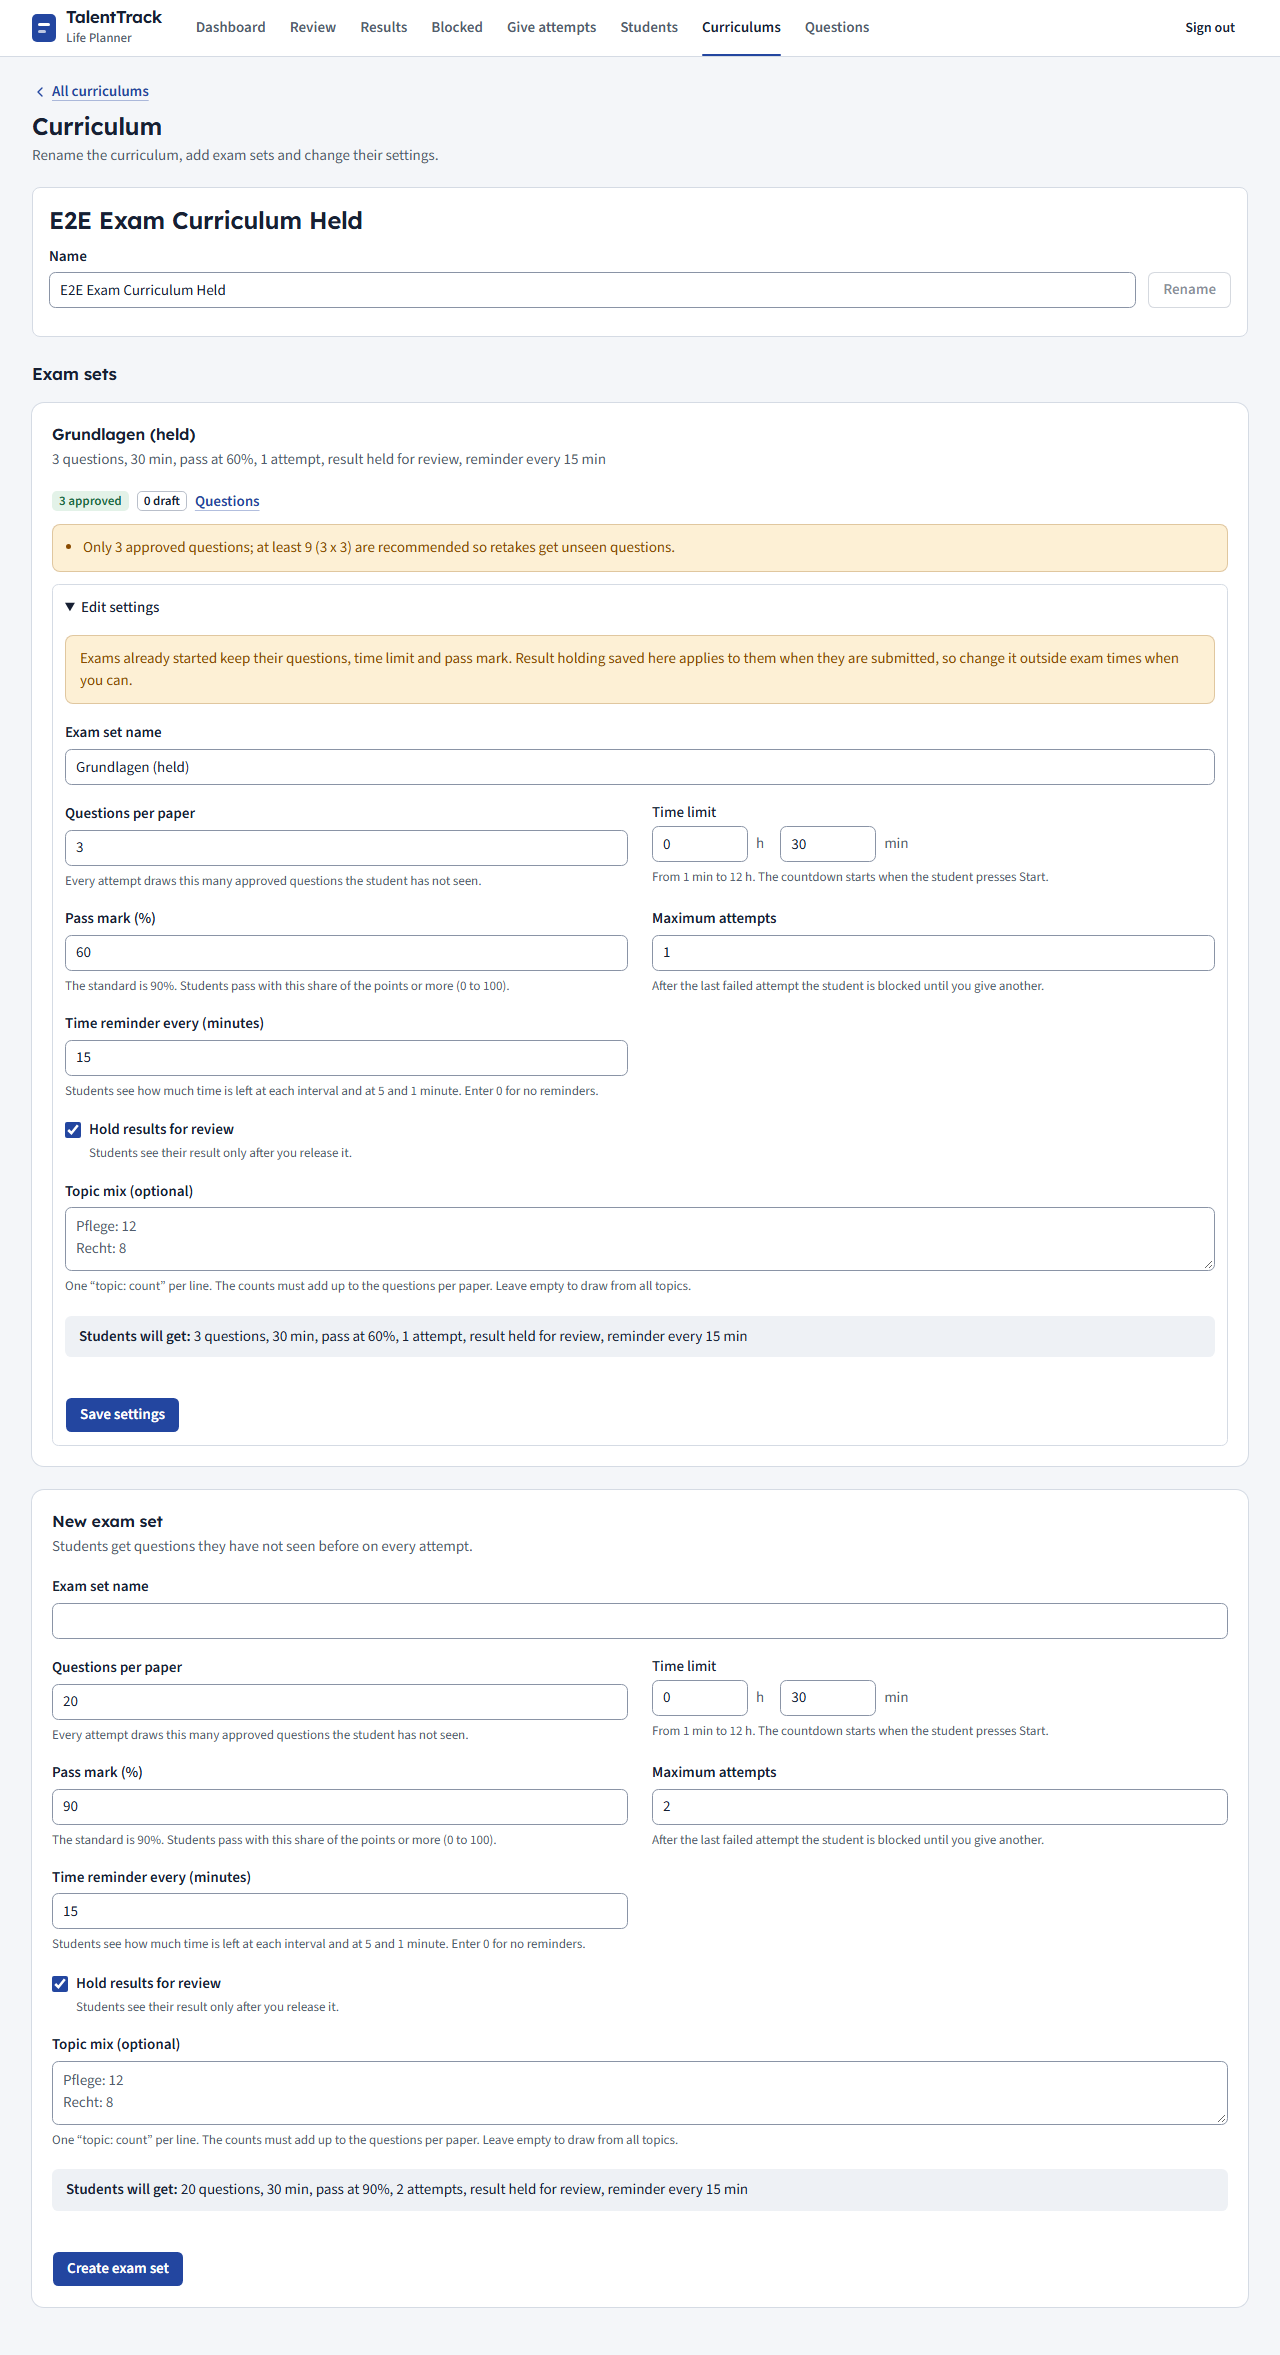 TalentTrack
Life Planner
Dashboard
Review
Results
Blocked
Give attempts
Students
Curriculums
Questions
Sign out
All curriculums
Curriculum
Rename the curriculum, add exam sets and change their settings.
E2E Exam Curriculum Held
Name
E2E Exam Curriculum Held
Rename
Exam sets
Grundlagen (held)
3 questions, 30 min, pass at 60%, 1 attempt, result held for review, reminder every 15 min
3 approved 0 draft Questions
• Only 3 approved questions; at least 9 (3 x 3) are recommended so retakes get unseen questions.
▼ Edit settings
Exams already started keep their questions, time limit and pass mark. Result holding saved here applies to them when they are submitted, so change it outside exam times when
you can.
Exam set name
Grundlagen (held)
Questions per paper
3
Every attempt draws this many approved questions the student has not seen.
Time limit
0 h 30 min
From 1 min to 12 h. The countdown starts when the student presses Start.
Pass mark (%)
60
The standard is 90%. Students pass with this share of the points or more (0 to 100).
Maximum attempts
1
After the last failed attempt the student is blocked until you give another.
Time reminder every (minutes)
15
Students see how much time is left at each interval and at 5 and 1 minute. Enter 0 for no reminders.
Hold results for review
Students see their result only after you release it.
Topic mix (optional)
Pflege: 12
Recht: 8
One “topic: count” per line. The counts must add up to the questions per paper. Leave empty to draw from all topics.
Students will get: 3 questions, 30 min, pass at 60%, 1 attempt, result held for review, reminder every 15 min
Save settings
New exam set
Students get questions they have not seen before on every attempt.
Exam set name
Questions per paper
20
Every attempt draws this many approved questions the student has not seen.
Time limit
0 h 30 min
From 1 min to 12 h. The countdown starts when the student presses Start.
Pass mark (%)
90
The standard is 90%. Students pass with this share of the points or more (0 to 100).
Maximum attempts
2
After the last failed attempt the student is blocked until you give another.
Time reminder every (minutes)
15
Students see how much time is left at each interval and at 5 and 1 minute. Enter 0 for no reminders.
Hold results for review
Students see their result only after you release it.
Topic mix (optional)
Pflege: 12
Recht: 8
One “topic: count” per line. The counts must add up to the questions per paper. Leave empty to draw from all topics.
Students will get: 20 questions, 30 min, pass at 90%, 2 attempts, result held for review, reminder every 15 min
Create exam set